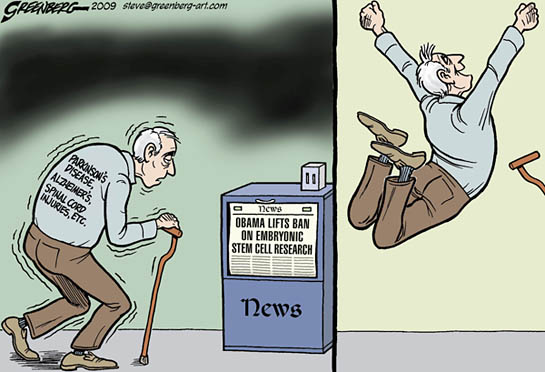 GREENBERG—2009 steve@greenberg-art.com
PARKINSON'S
DISEASE,
ALZHEIMER'S,
SPINAL CORD
INJURIES, ETC.
News
OBAMA LIFTS BAN
ON EMBRYONIC
STEM CELL RESEARCH
News